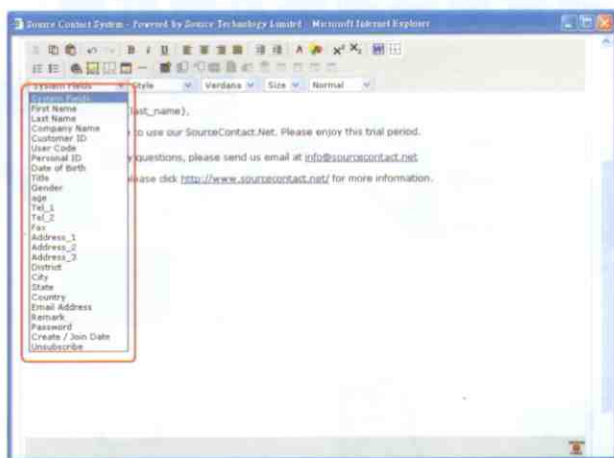 Source Contact System - Powered by Source Technology Limited - Microsoft Internet Explorer
B I U
System Fields Style Verdana Size Normal
System Fields
First Name
Last Name
Company Name
Customer ID
User Code
Personal ID
Date of Birth
Title
Gender
age
Tel_1
Tel_2
Fax
Address_1
Address_2
Address_3
District
City
State
Country
Email Address
Remark
Password
Create / Join Date
Unsubscribe
last_name},
to use our SourceContact.Net. Please enjoy this trial period.
questions, please send us email at info@sourcecontact.net
please click http://www.sourcecontact.net/ for more information.